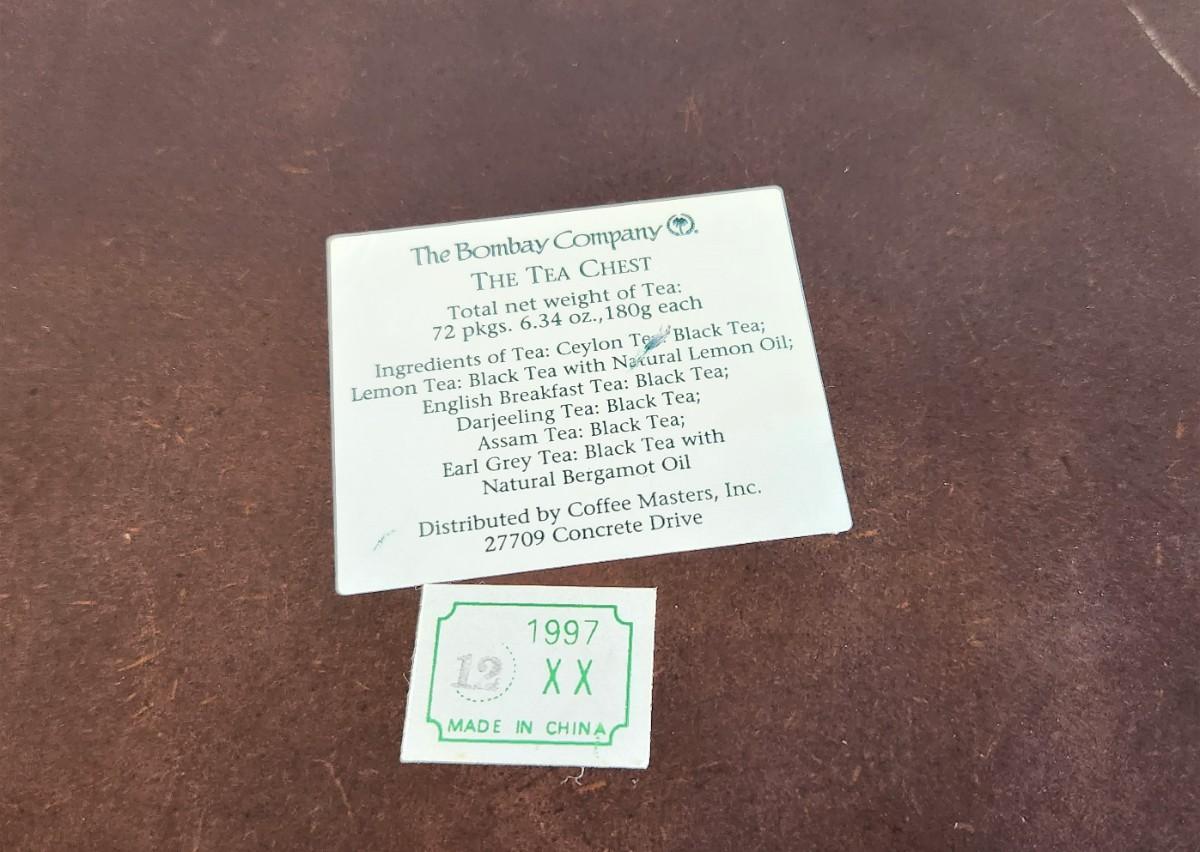 The Bombay Company
THE TEA CHEST
Total net weight of Tea:
72 pkgs. 6.34 oz.,180g each
Ingredients of Tea: Ceylon Tea: Black Tea;
Lemon Tea: Black Tea with Natural Lemon Oil;
English Breakfast Tea: Black Tea;
Darjeeling Tea: Black Tea;
Assam Tea: Black Tea;
Earl Grey Tea: Black Tea with
Natural Bergamot Oil
Distributed by Coffee Masters, Inc.
27709 Concrete Drive
1997
12 XX
MADE IN CHINA